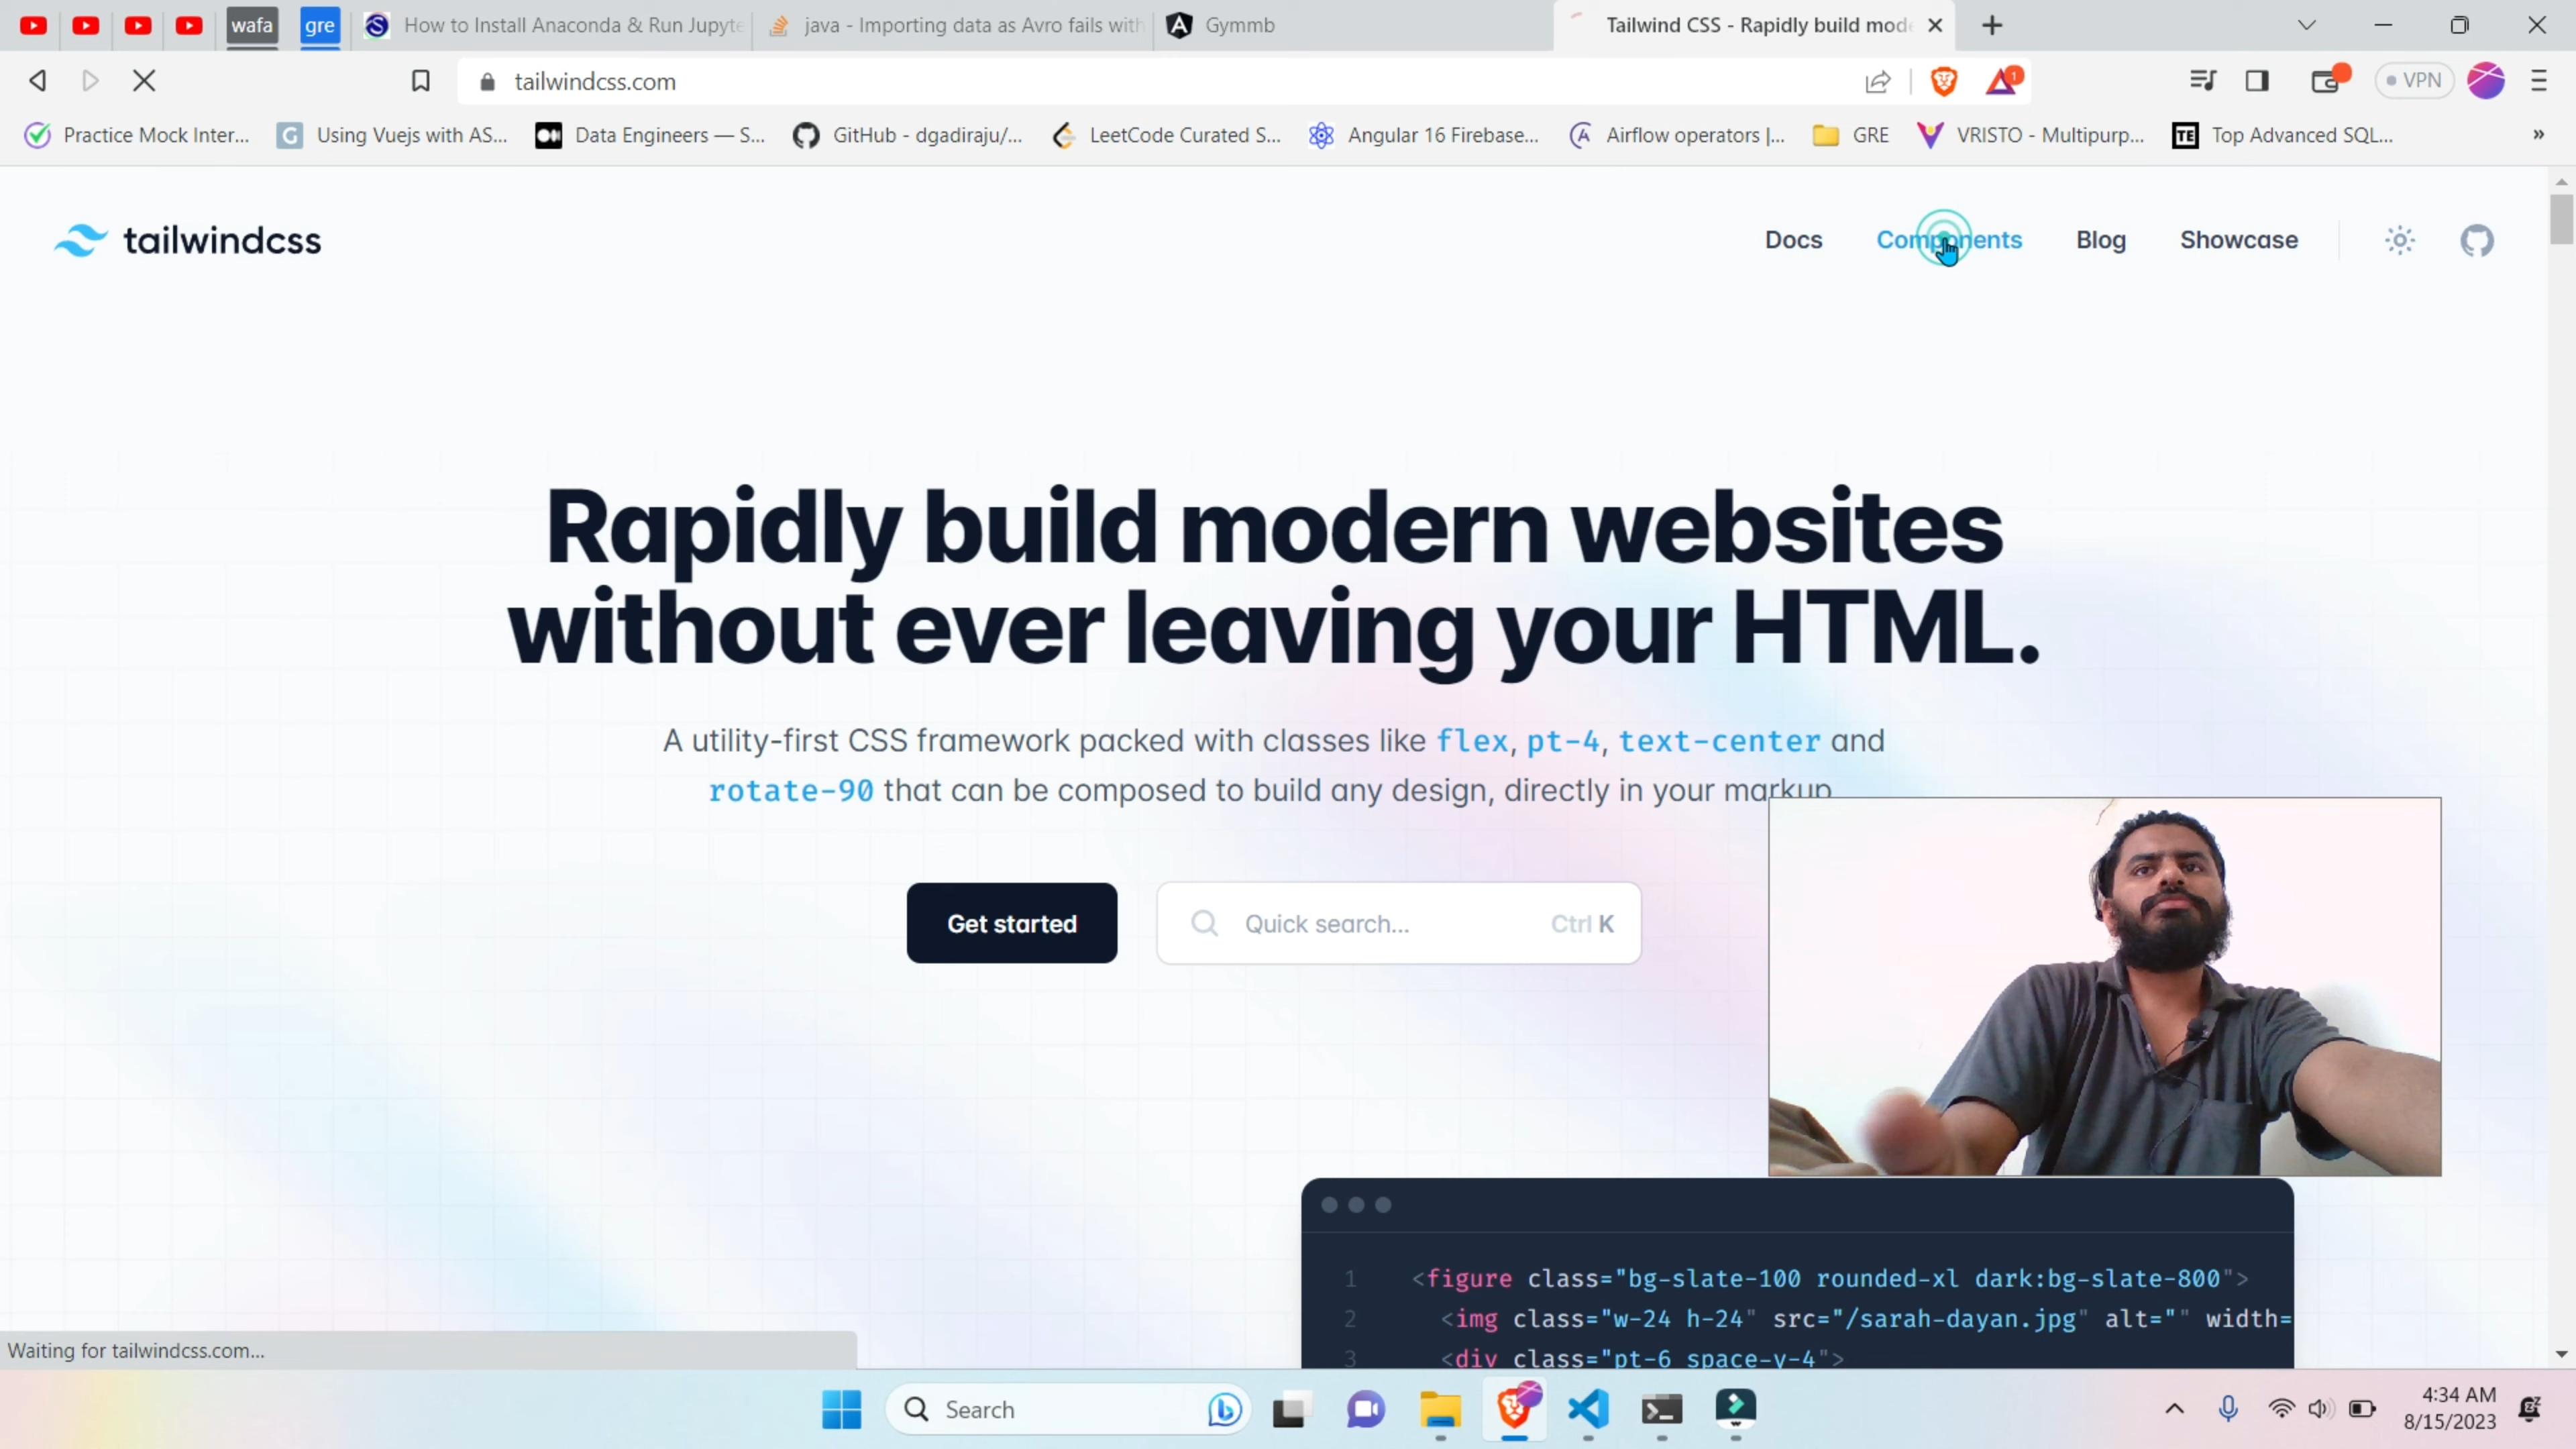 wafa
gre
How to Install Anaconda & Run Jupyte
java - Importing data as Avro fails with
Gymmb
Tailwind CSS - Rapidly build mod
tailwindcss.com
1
VPN
Practice Mock Inter...
Using Vuejs with AS...
Data Engineers — S...
GitHub - dgadiraju/...
LeetCode Curated S...
Angular 16 Firebase...
Airflow operators |...
GRE
VRISTO - Multipurp...
TE
Top Advanced SQL...
»
tailwindcss
Docs
Components
Blog
Showcase
Rapidly build modern websites
without ever leaving your HTML.
A utility-first CSS framework packed with classes like flex, pt-4, text-center and
rotate-90 that can be composed to build any design, directly in your markup
Get started
Quick search...
Ctrl K
1 <figure class="bg-slate-100 rounded-xl dark:bg-slate-800">
2 <img class="w-24 h-24" src="/sarah-dayan.jpg" alt="" width=
3 <div class="pt-6 space-y-4">
Waiting for tailwindcss.com...
Search
4:34 AM
8/15/2023